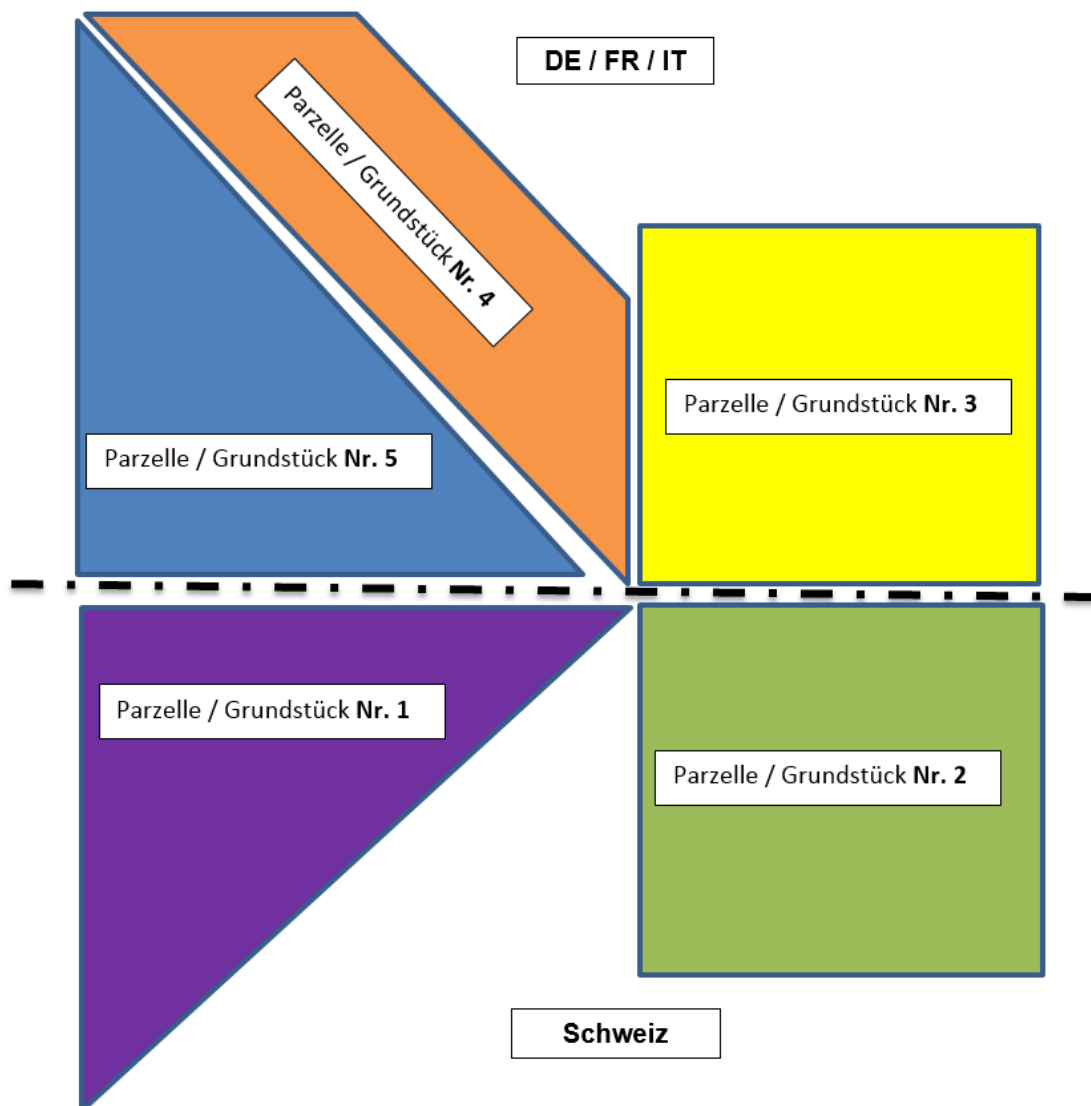 DE / FR / IT
Parzelle / Grundstück Nr. 4
Parzelle / Grundstück Nr. 3
Parzelle / Grundstück Nr. 5
Parzelle / Grundstück Nr. 1
Parzelle / Grundstück Nr. 2
Schweiz